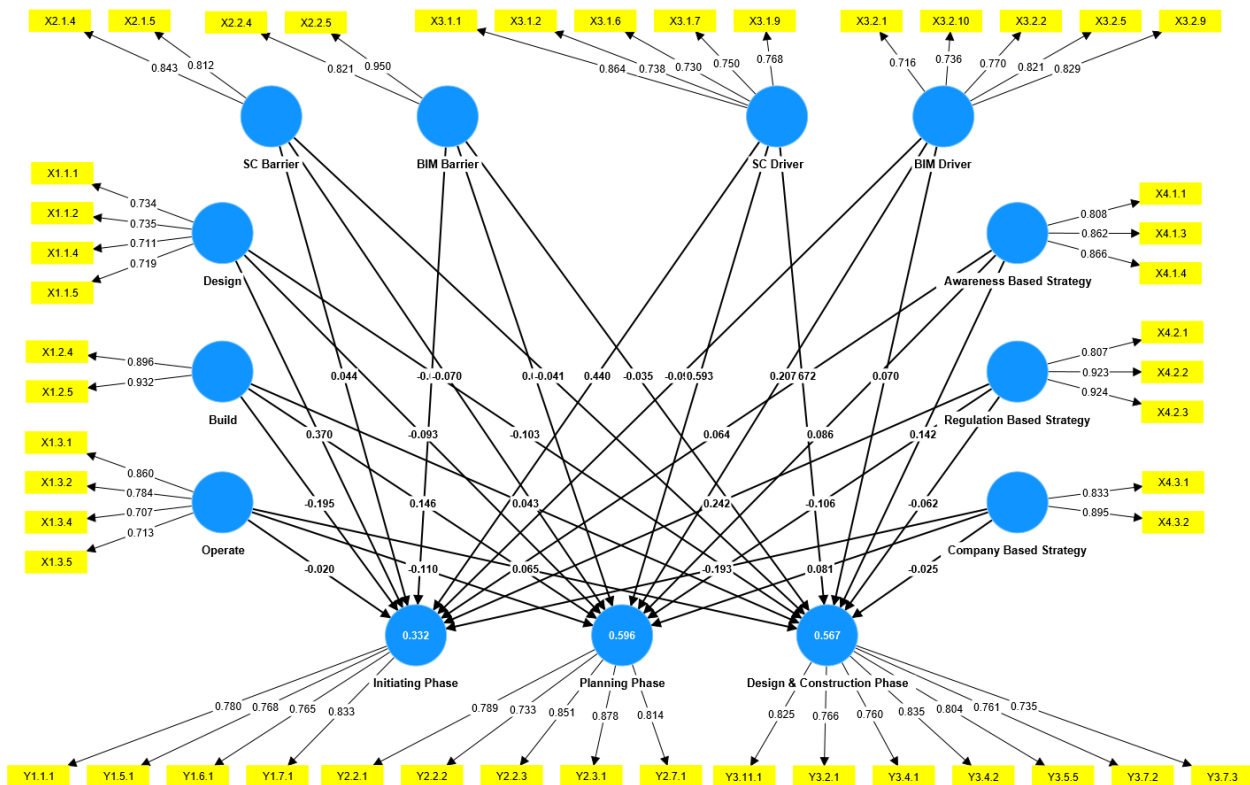 X2.1.4 X2.1.5 X2.2.4 X2.2.5 X3.1.1 X3.1.2 X3.1.6 X3.1.7 X3.1.9 X3.2.1 X3.2.10 X3.2.2 X3.2.5 X3.2.9
0.843 0.812 0.821 0.950 0.864 0.738 0.730 0.750 0.768 0.716 0.736 0.770 0.821 0.829
SC Barrier BIM Barrier SC Driver BIM Driver
X1.1.1
X1.1.2
X1.1.4
X1.1.5
0.734
0.735
0.711
0.719
Design
X4.1.1
X4.1.3
X4.1.4
0.808
0.862
0.866
Awareness Based Strategy
X1.2.4
X1.2.5
0.896
0.932
Build
X4.2.1
X4.2.2
X4.2.3
0.807
0.923
0.924
Regulation Based Strategy
X1.3.1
X1.3.2
X1.3.4
X1.3.5
0.860
0.784
0.707
0.713
Operate
X4.3.1
X4.3.2
0.833
0.895
Company Based Strategy
0.044 -0.070 -0.041 0.440 -0.035 0.593 0.207 0.070
0.370 -0.093 -0.103 0.064 0.086 0.142
-0.195 0.146 0.043 0.242 -0.106 -0.062
-0.020 -0.110 0.065 -0.193 0.081 -0.025
0.332 0.596 0.567
Initiating Phase Planning Phase Design & Construction Phase
0.780 0.768 0.765 0.833 0.789 0.733 0.851 0.878 0.814 0.825 0.766 0.760 0.835 0.804 0.761 0.735
Y1.1.1 Y1.5.1 Y1.6.1 Y1.7.1 Y2.2.1 Y2.2.2 Y2.2.3 Y2.3.1 Y2.7.1 Y3.11.1 Y3.2.1 Y3.4.1 Y3.4.2 Y3.5.5 Y3.7.2 Y3.7.3